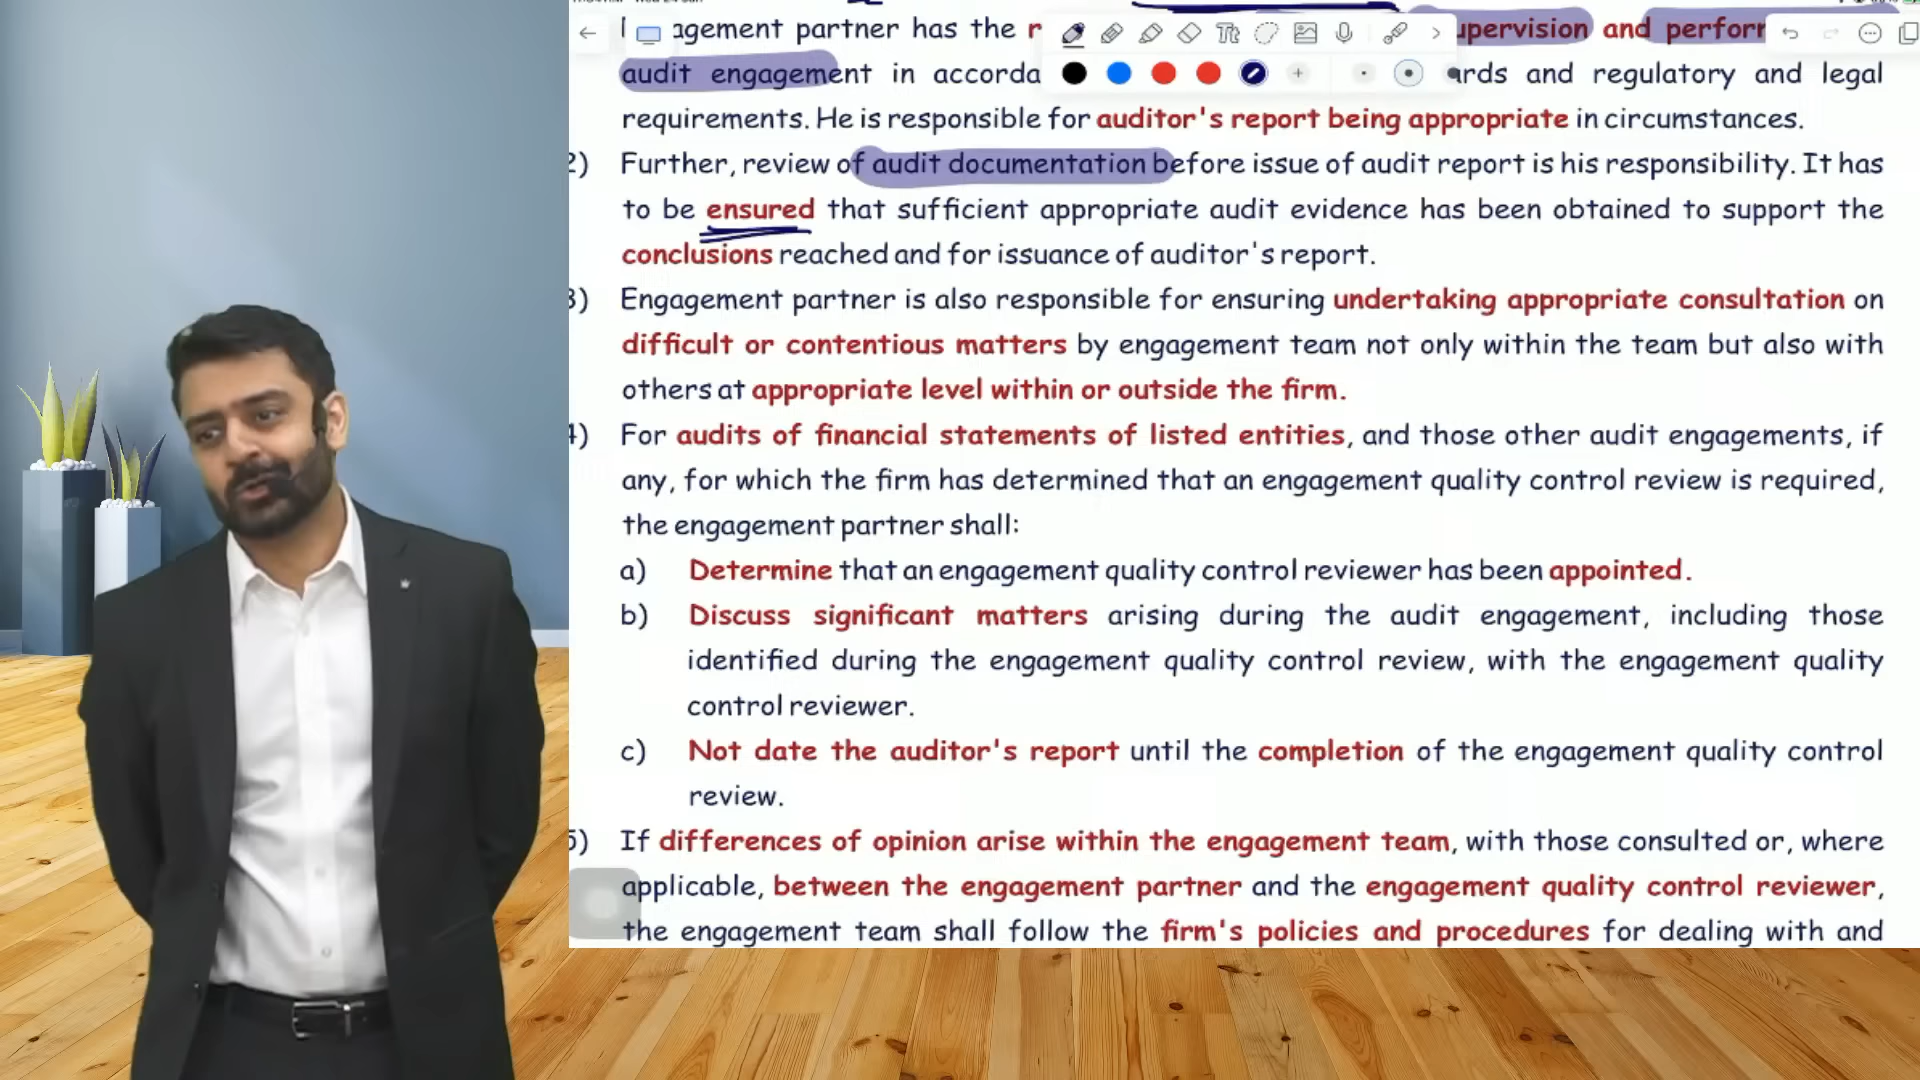 agement partner has the r upervision and perforr
audit engagement in accorda rds and regulatory and legal
requirements. He is responsible for auditor's report being appropriate in circumstances.
2) Further, review of audit documentation before issue of audit report is his responsibility. It has
to be ensured that sufficient appropriate audit evidence has been obtained to support the
conclusions reached and for issuance of auditor's report.
3) Engagement partner is also responsible for ensuring undertaking appropriate consultation on
difficult or contentious matters by engagement team not only within the team but also with
others at appropriate level within or outside the firm.
4) For audits of financial statements of listed entities, and those other audit engagements, if
any, for which the firm has determined that an engagement quality control review is required,
the engagement partner shall:
a) Determine that an engagement quality control reviewer has been appointed.
b) Discuss significant matters arising during the audit engagement, including those
identified during the engagement quality control review, with the engagement quality
control reviewer.
c) Not date the auditor's report until the completion of the engagement quality control
review.
5) If differences of opinion arise within the engagement team, with those consulted or, where
applicable, between the engagement partner and the engagement quality control reviewer,
the engagement team shall follow the firm's policies and procedures for dealing with and